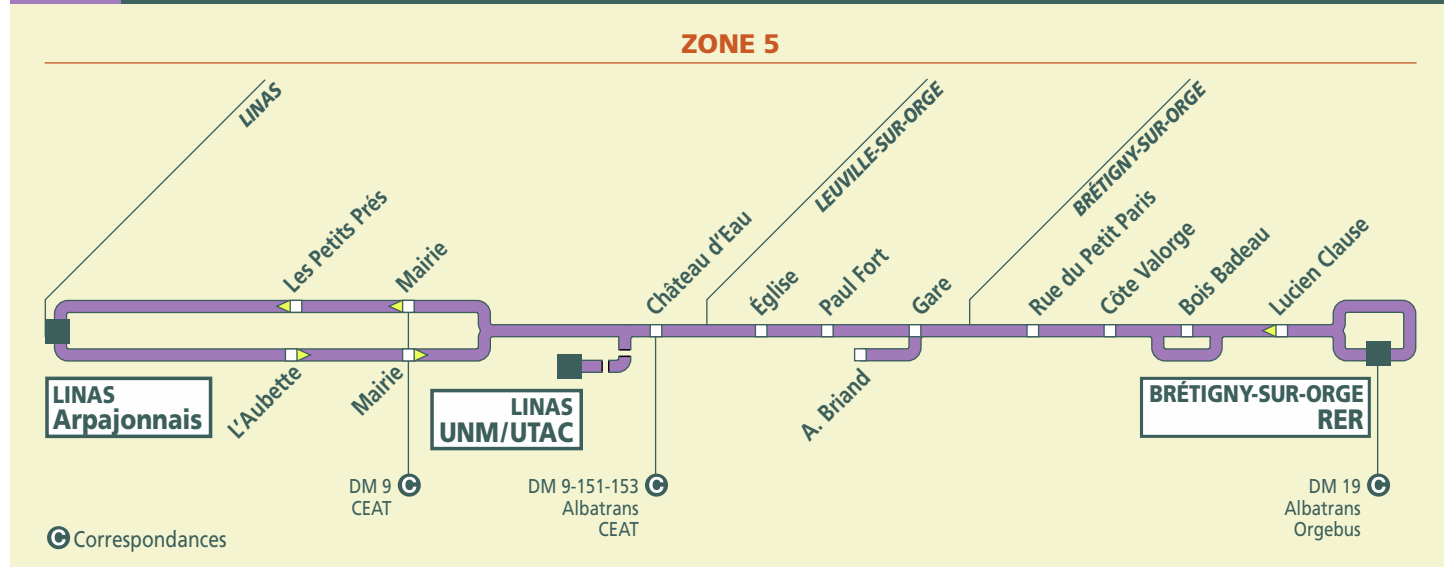 ZONE 5
LINAS
LEUVILLE-SUR-ORGE
BRÉTIGNY-SUR-ORGE
Les Petits Prés
Mairie
Château d'Eau
Église
Paul Fort
Gare
Rue du Petit Paris
Côte Valorge
Bois Badeau
Lucien Clause
L'Aubette
Mairie
A. Briand
LINAS
Arpajonnais
LINAS
UNM/UTAC
BRÉTIGNY-SUR-ORGE
RER
DM 9 C
CEAT
DM 9-151-153 C
Albatrans
CEAT
DM 19 C
Albatrans
Orgebus
C Correspondances